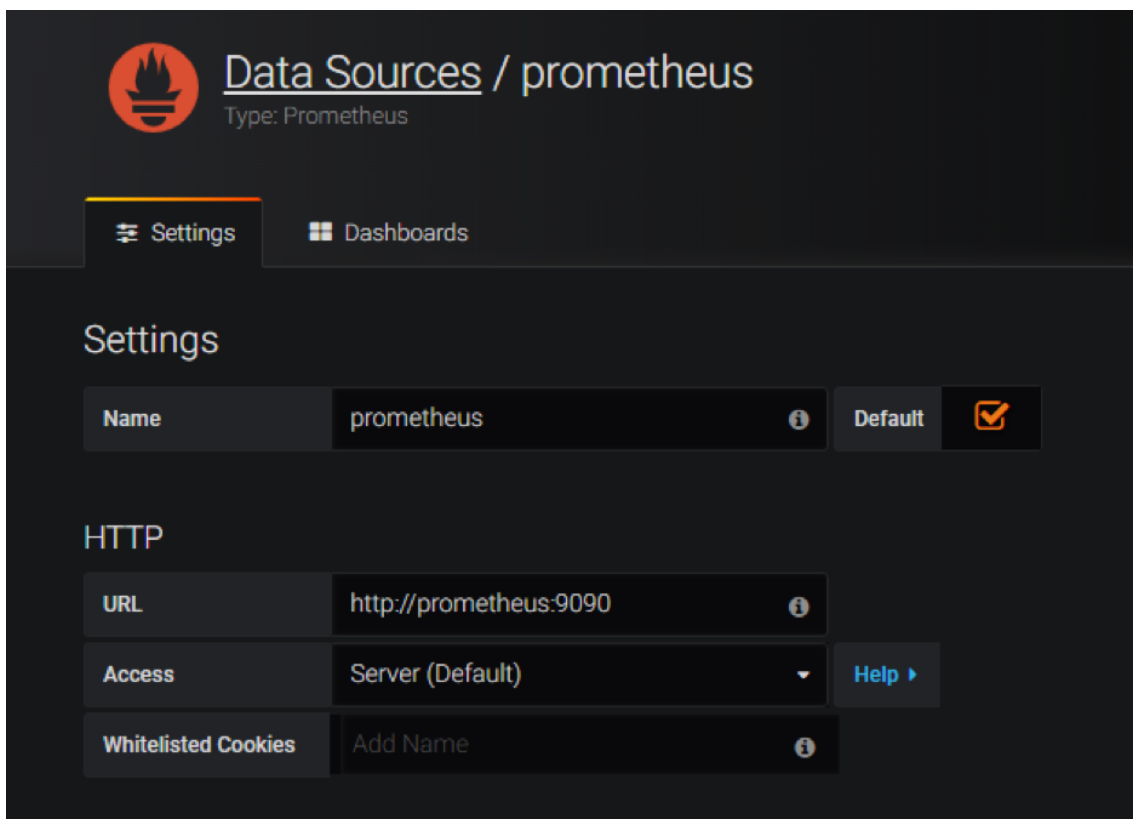 Data Sources / prometheus
Type: Prometheus
Settings Dashboards
Settings
Name prometheus Default
HTTP
URL http://prometheus:9090
Access Server (Default) Help
Whitelisted Cookies Add Name